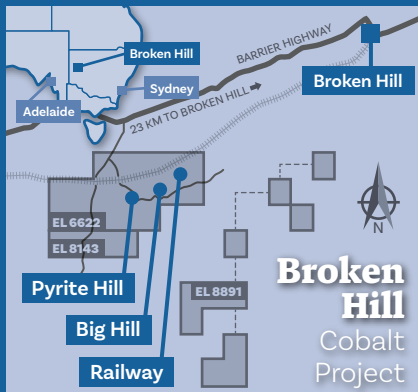 Broken Hill
Sydney
Adelaide
BARRIER HIGHWAY
Broken Hill
23 KM TO BROKEN HILL
EL 6622
EL 8143
EL 8891
Pyrite Hill
Big Hill
Railway
N
Broken
Hill
Cobalt
Project